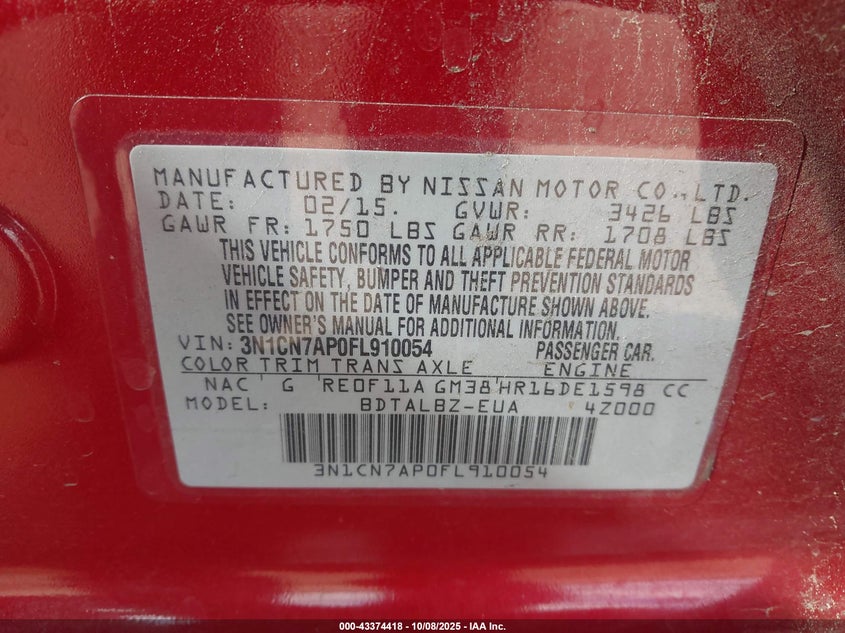 MANUFACTURED BY NISSAN MOTOR CO.,LTD.
DATE: 02/15. GVWR: 3426 LBS
GAWR FR: 1750 LBS GAWR RR: 1708 LBS
THIS VEHICLE CONFORMS TO ALL APPLICABLE FEDERAL MOTOR
VEHICLE SAFETY, BUMPER AND THEFT PREVENTION STANDARDS
IN EFFECT ON THE DATE OF MANUFACTURE SHOWN ABOVE.
SEE OWNER'S MANUAL FOR ADDITIONAL INFORMATION.
VIN: 3N1CN7AP0FL910054 PASSENGER CAR.
COLOR TRIM TRANS AXLE ENGINE
NAC G RE0F11A GM38 HR16DE1598 CC
MODEL: BDTALBZ-EUA 4Z000
3N1CN7AP0FL910054
000-43374418 - 10/08/2025 - IAA Inc.